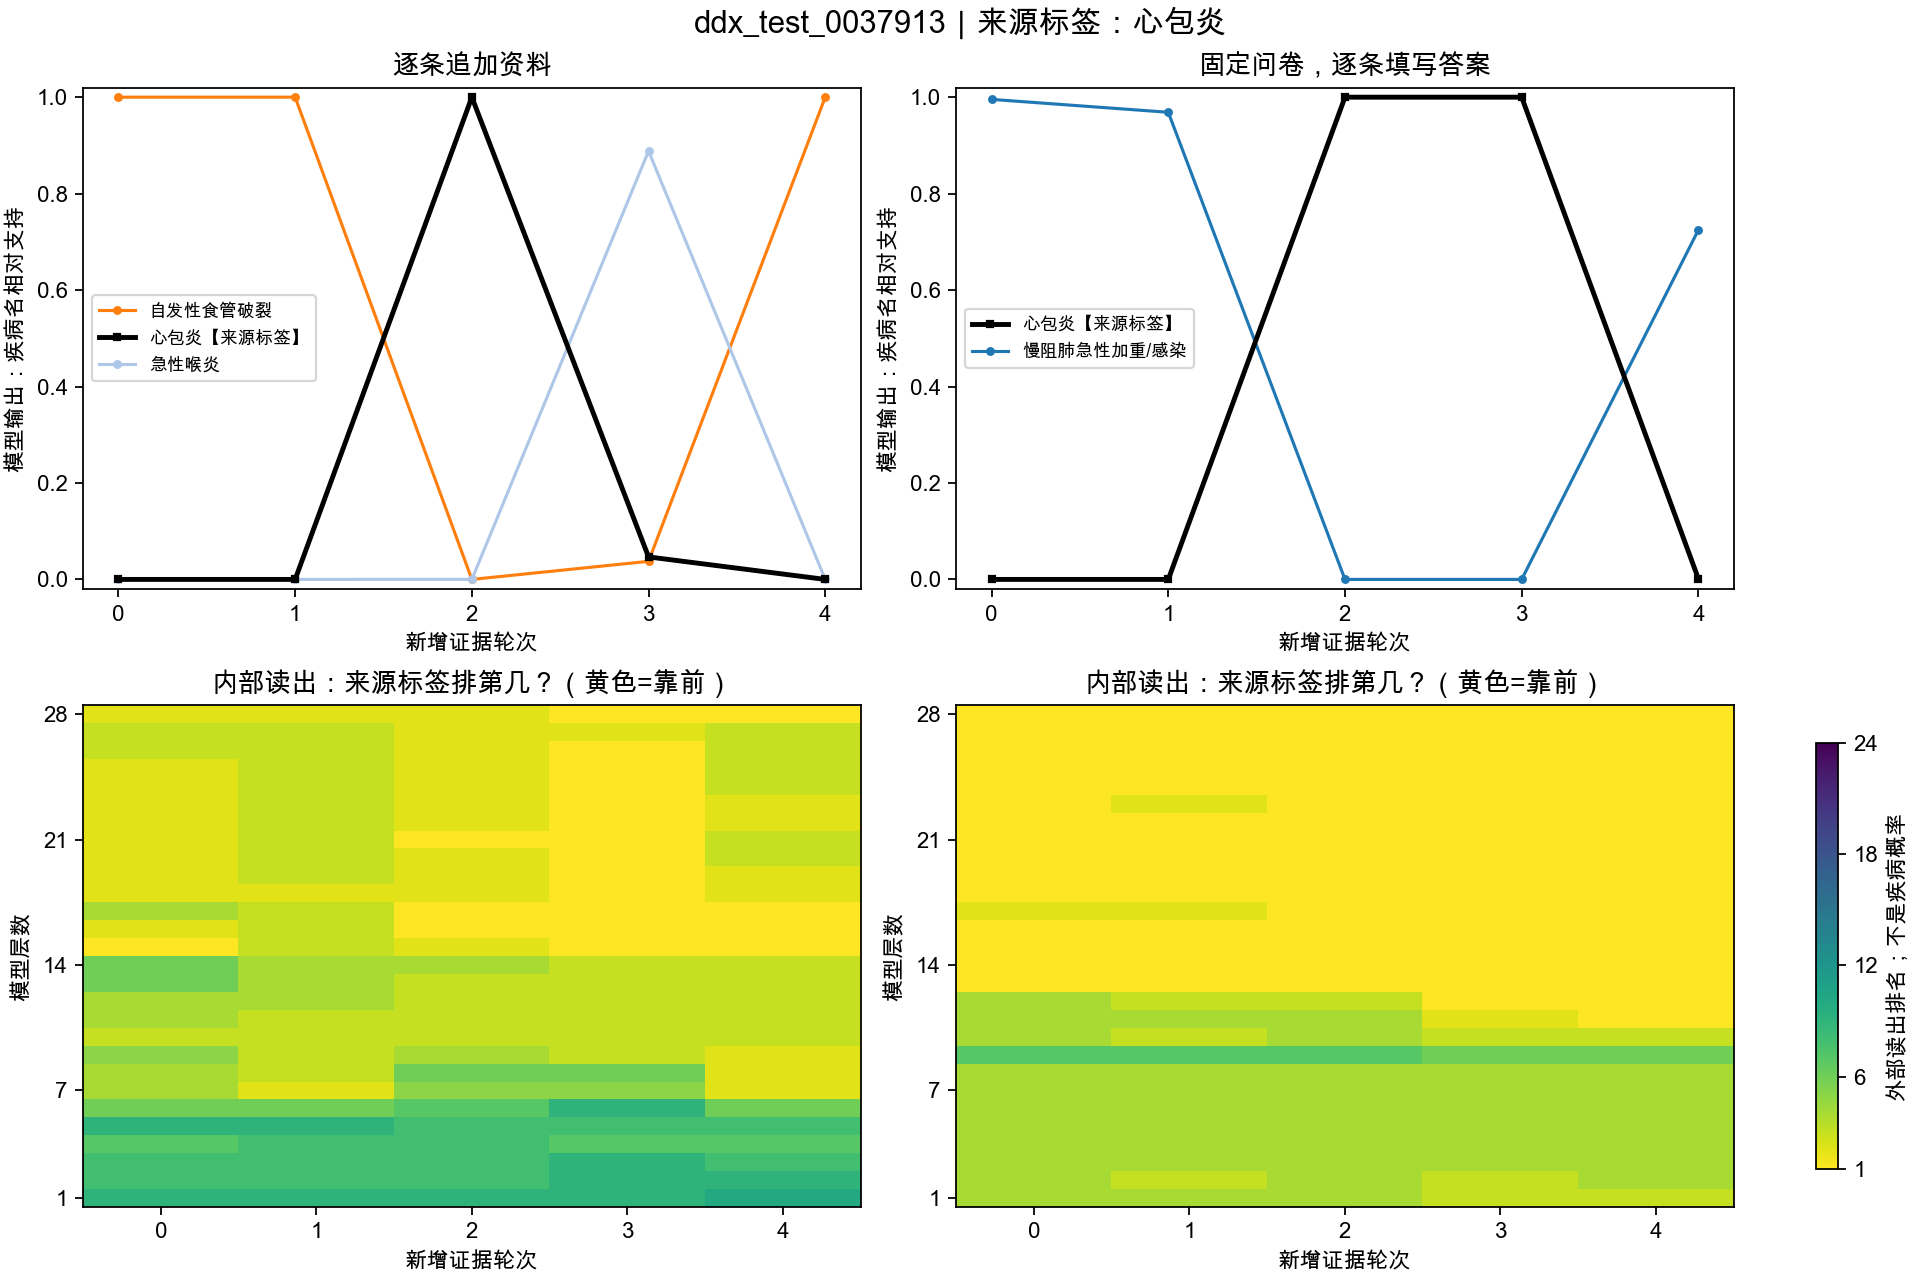 ddx_test_0037913 | 来源标签：心包炎
逐条追加资料
模型输出：疾病名相对支持
1.0
0.8
0.6
0.4
0.2
0.0
自发性食管破裂
心包炎【来源标签】
急性喉炎
0 1 2 3 4
新增证据轮次
固定问卷，逐条填写答案
模型输出：疾病名相对支持
1.0
0.8
0.6
0.4
0.2
0.0
心包炎【来源标签】
慢阻肺急性加重/感染
0 1 2 3 4
新增证据轮次
内部读出：来源标签排第几？（黄色=靠前）
模型层数
28
21
14
7
1
0 1 2 3 4
新增证据轮次
内部读出：来源标签排第几？（黄色=靠前）
模型层数
28
21
14
7
1
0 1 2 3 4
新增证据轮次
24
18
12
6
1
外部读出排名；不是疾病概率